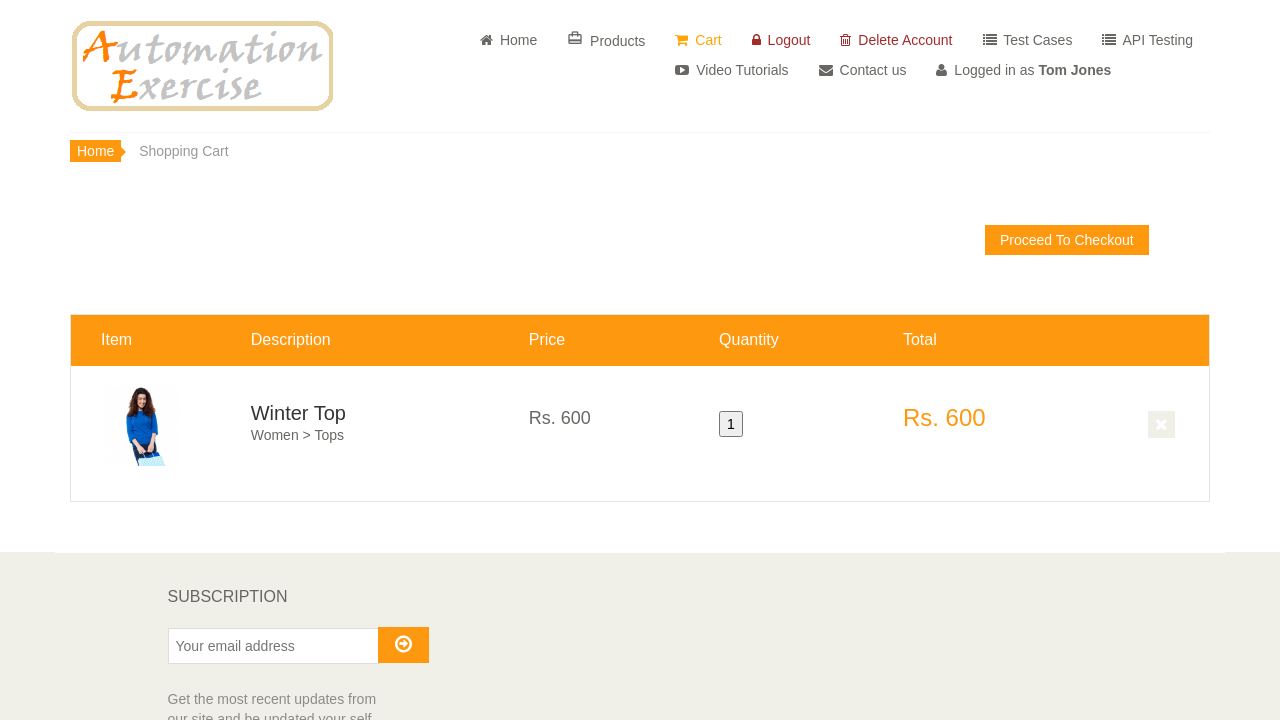 Automation
Exercise
Home Products Cart Logout Delete Account Test Cases API Testing
Video Tutorials Contact us Logged in as Tom Jones
Home Shopping Cart
Proceed To Checkout
Item Description Price Quantity Total
Winter Top
Women > Tops
Rs. 600
1
Rs. 600
SUBSCRIPTION
Your email address
Get the most recent updates from
our site and be updated your self